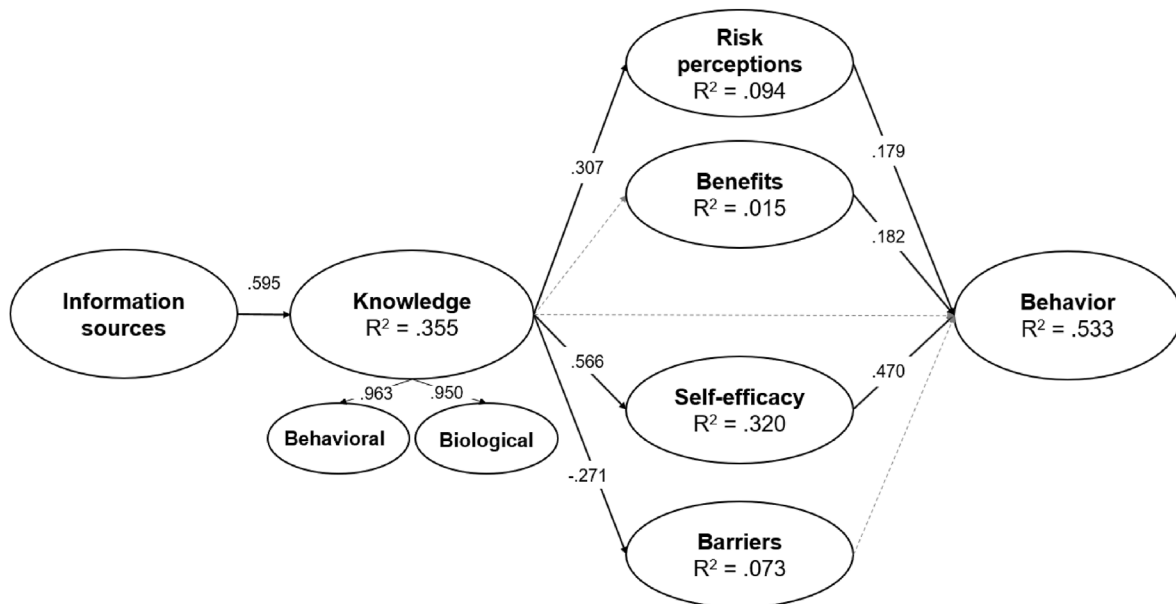 Risk
perceptions
R² = .094
.307
.179
Benefits
R² = .015
.182
.595
Information
sources
Knowledge
R² = .355
Behavior
R² = .533
.963
.950
Behavioral
Biological
.566
.470
Self-efficacy
R² = .320
-.271
Barriers
R² = .073